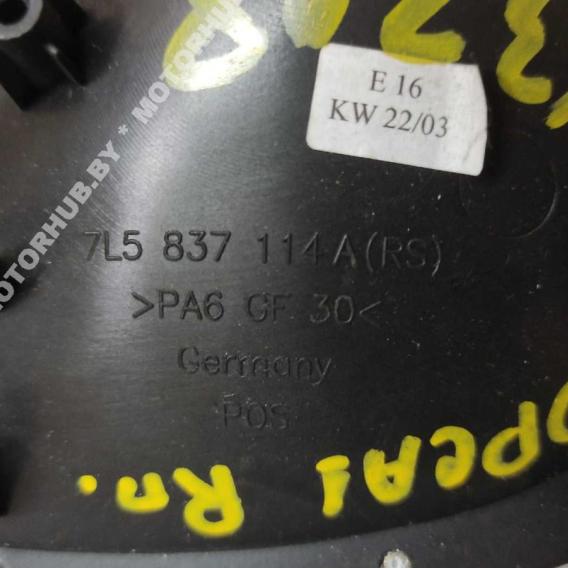 E 16
KW 22/03
7L5 837 114 A (RS)
>PA6 GF 30<
Germany
POS
MOTORHUB.BY * MOTORHUB